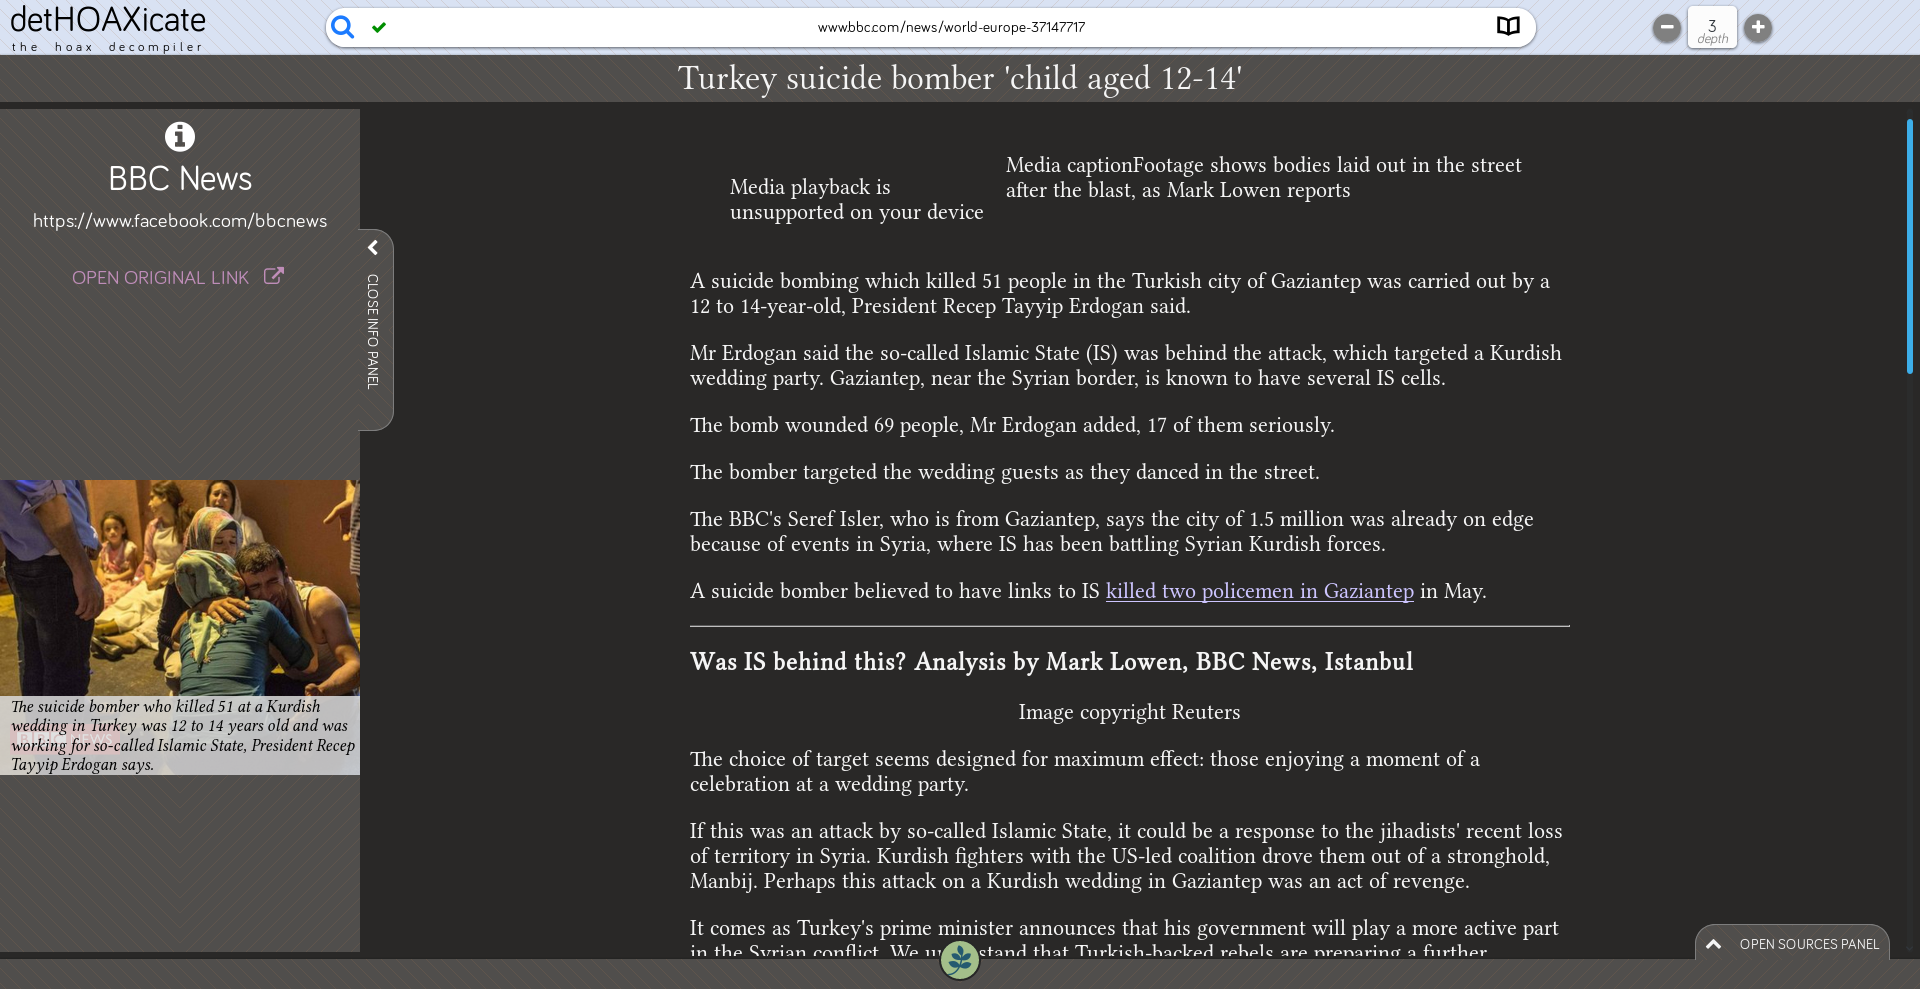 detHOAXicate
the hoax decompiler
www.bbc.com/news/world-europe-37147717
3
depth
Turkey suicide bomber 'child aged 12-14'
BBC News
https://www.facebook.com/bbcnews
OPEN ORIGINAL LINK
CLOSE INFO PANEL
The suicide bomber who killed 51 at a Kurdish
wedding in Turkey was 12 to 14 years old and was
working for so-called Islamic State, President Recep
Tayyip Erdogan says.
Media playback is
unsupported on your device
Media captionFootage shows bodies laid out in the street
after the blast, as Mark Lowen reports
A suicide bombing which killed 51 people in the Turkish city of Gaziantep was carried out by a
12 to 14-year-old, President Recep Tayyip Erdogan said.
Mr Erdogan said the so-called Islamic State (IS) was behind the attack, which targeted a Kurdish
wedding party. Gaziantep, near the Syrian border, is known to have several IS cells.
The bomb wounded 69 people, Mr Erdogan added, 17 of them seriously.
The bomber targeted the wedding guests as they danced in the street.
The BBC's Seref Isler, who is from Gaziantep, says the city of 1.5 million was already on edge
because of events in Syria, where IS has been battling Syrian Kurdish forces.
A suicide bomber believed to have links to IS killed two policemen in Gaziantep in May.
Was IS behind this? Analysis by Mark Lowen, BBC News, Istanbul
Image copyright Reuters
The choice of target seems designed for maximum effect: those enjoying a moment of a
celebration at a wedding party.
If this was an attack by so-called Islamic State, it could be a response to the jihadists' recent loss
of territory in Syria. Kurdish fighters with the US-led coalition drove them out of a stronghold,
Manbij. Perhaps this attack on a Kurdish wedding in Gaziantep was an act of revenge.
It comes as Turkey's prime minister announces that his government will play a more active part
in the Syrian conflict. We understand that Turkish-backed rebels are preparing a further
OPEN SOURCES PANEL